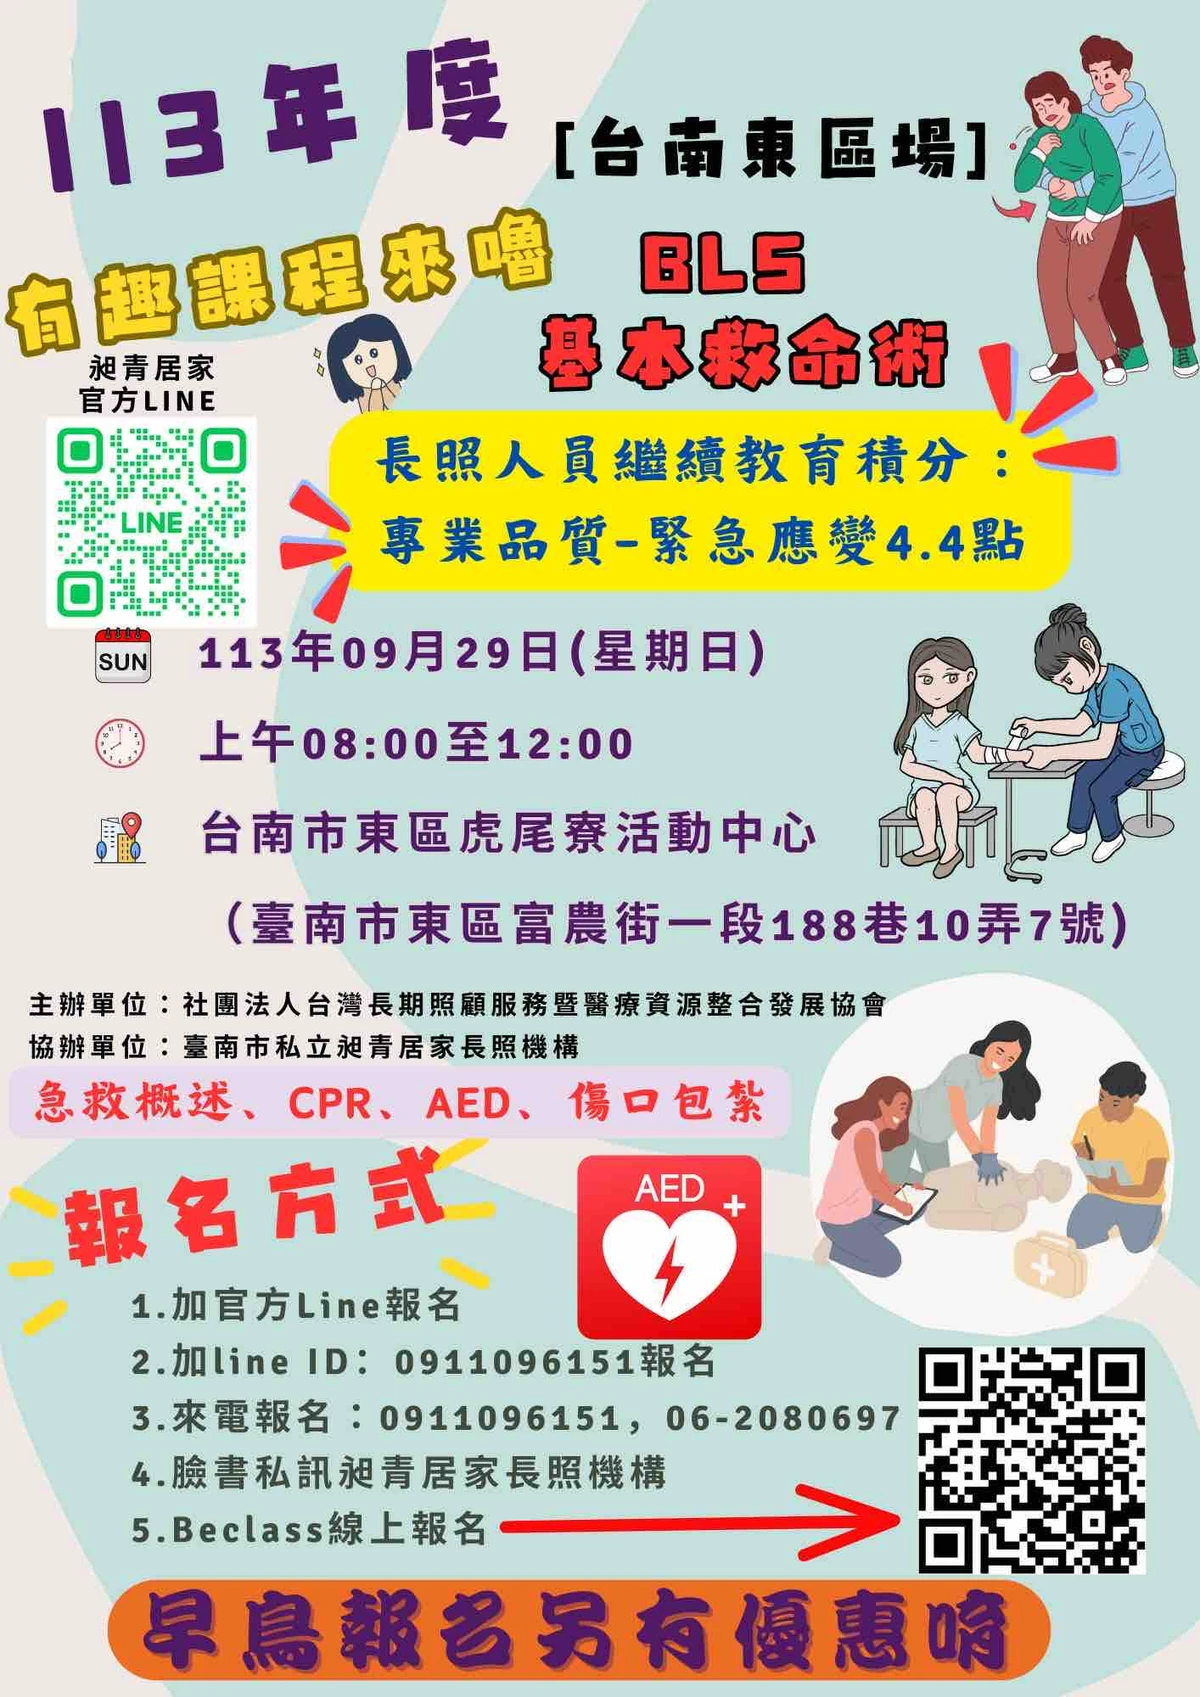 113年度
[台南東區場]
有趣課程來嚕
BLS
基本救命術
昶青居家
官方LINE
LINE
長照人員繼續教育積分：
專業品質-緊急應變4.4點
SUN
113年09月29日(星期日)
上午08:00至12:00
台南市東區虎尾寮活動中心
（臺南市東區富農街一段188巷10弄7號)
主辦單位：社團法人台灣長期照顧服務暨醫療資源整合發展協會
協辦單位：臺南市私立昶青居家長照機構
急救概述、CPR、AED、傷口包紮
報名方式
AED
1.加官方Line報名
2.加line ID：0911096151報名
3.來電報名：0911096151，06-2080697
4.臉書私訊昶青居家長照機構
5.Beclass線上報名
早鳥報名另有優惠唷